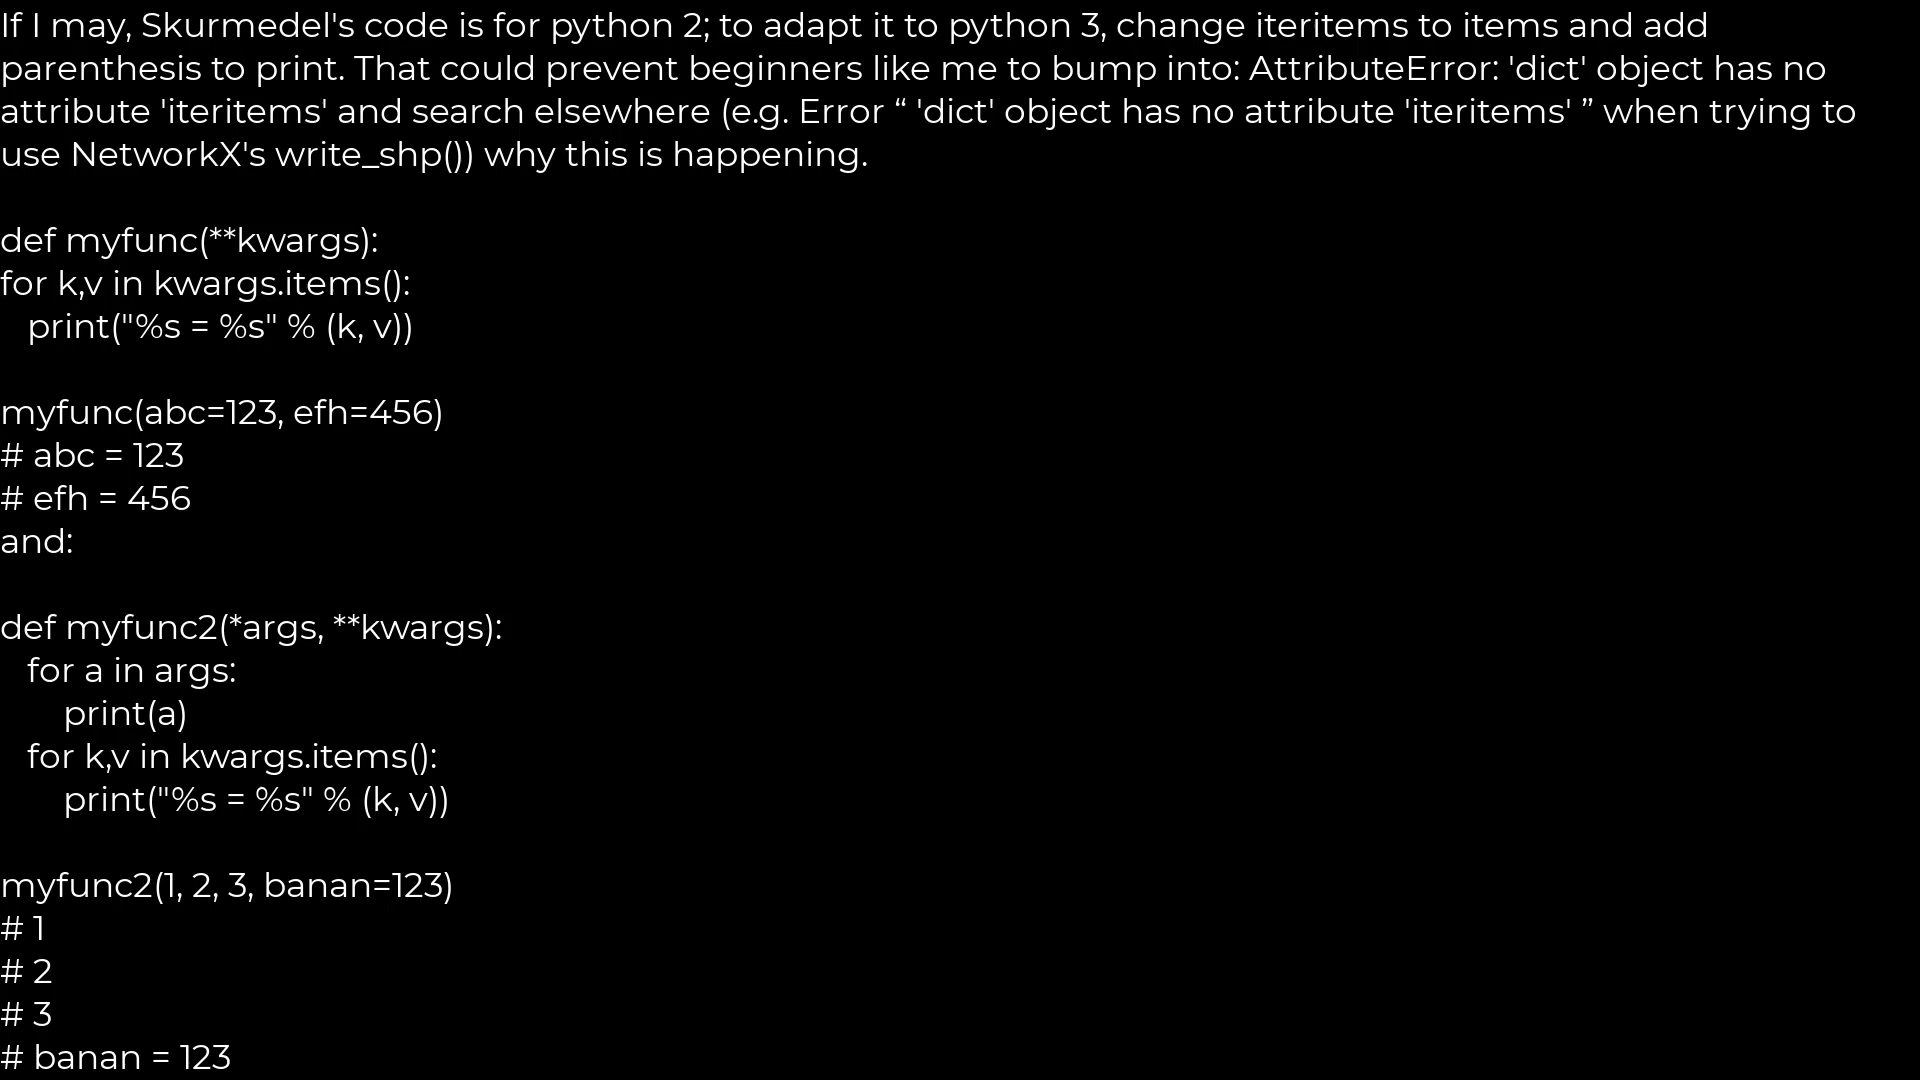 If I may, Skurmedel's code is for python 2; to adapt it to python 3, change iteritems to items and add
parenthesis to print. That could prevent beginners like me to bump into: AttributeError: 'dict' object has no
attribute 'iteritems' and search elsewhere (e.g. Error “ 'dict' object has no attribute 'iteritems' ” when trying to
use NetworkX's write_shp()) why this is happening.

def myfunc(**kwargs):
for k,v in kwargs.items():
   print("%s = %s" % (k, v))

myfunc(abc=123, efh=456)
# abc = 123
# efh = 456
and:

def myfunc2(*args, **kwargs):
   for a in args:
       print(a)
   for k,v in kwargs.items():
       print("%s = %s" % (k, v))

myfunc2(1, 2, 3, banan=123)
# 1
# 2
# 3
# banan = 123